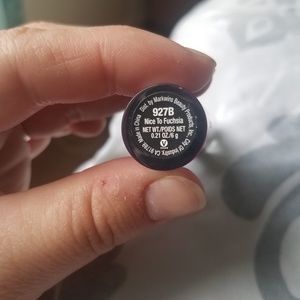 Dist. by Markwins Beauty Products, Inc.
City Of Industry, CA 91789
Made in China
927B
Nice To Fuchsia
NET WT/POIDS NET
0.21 OZ/6 g
V